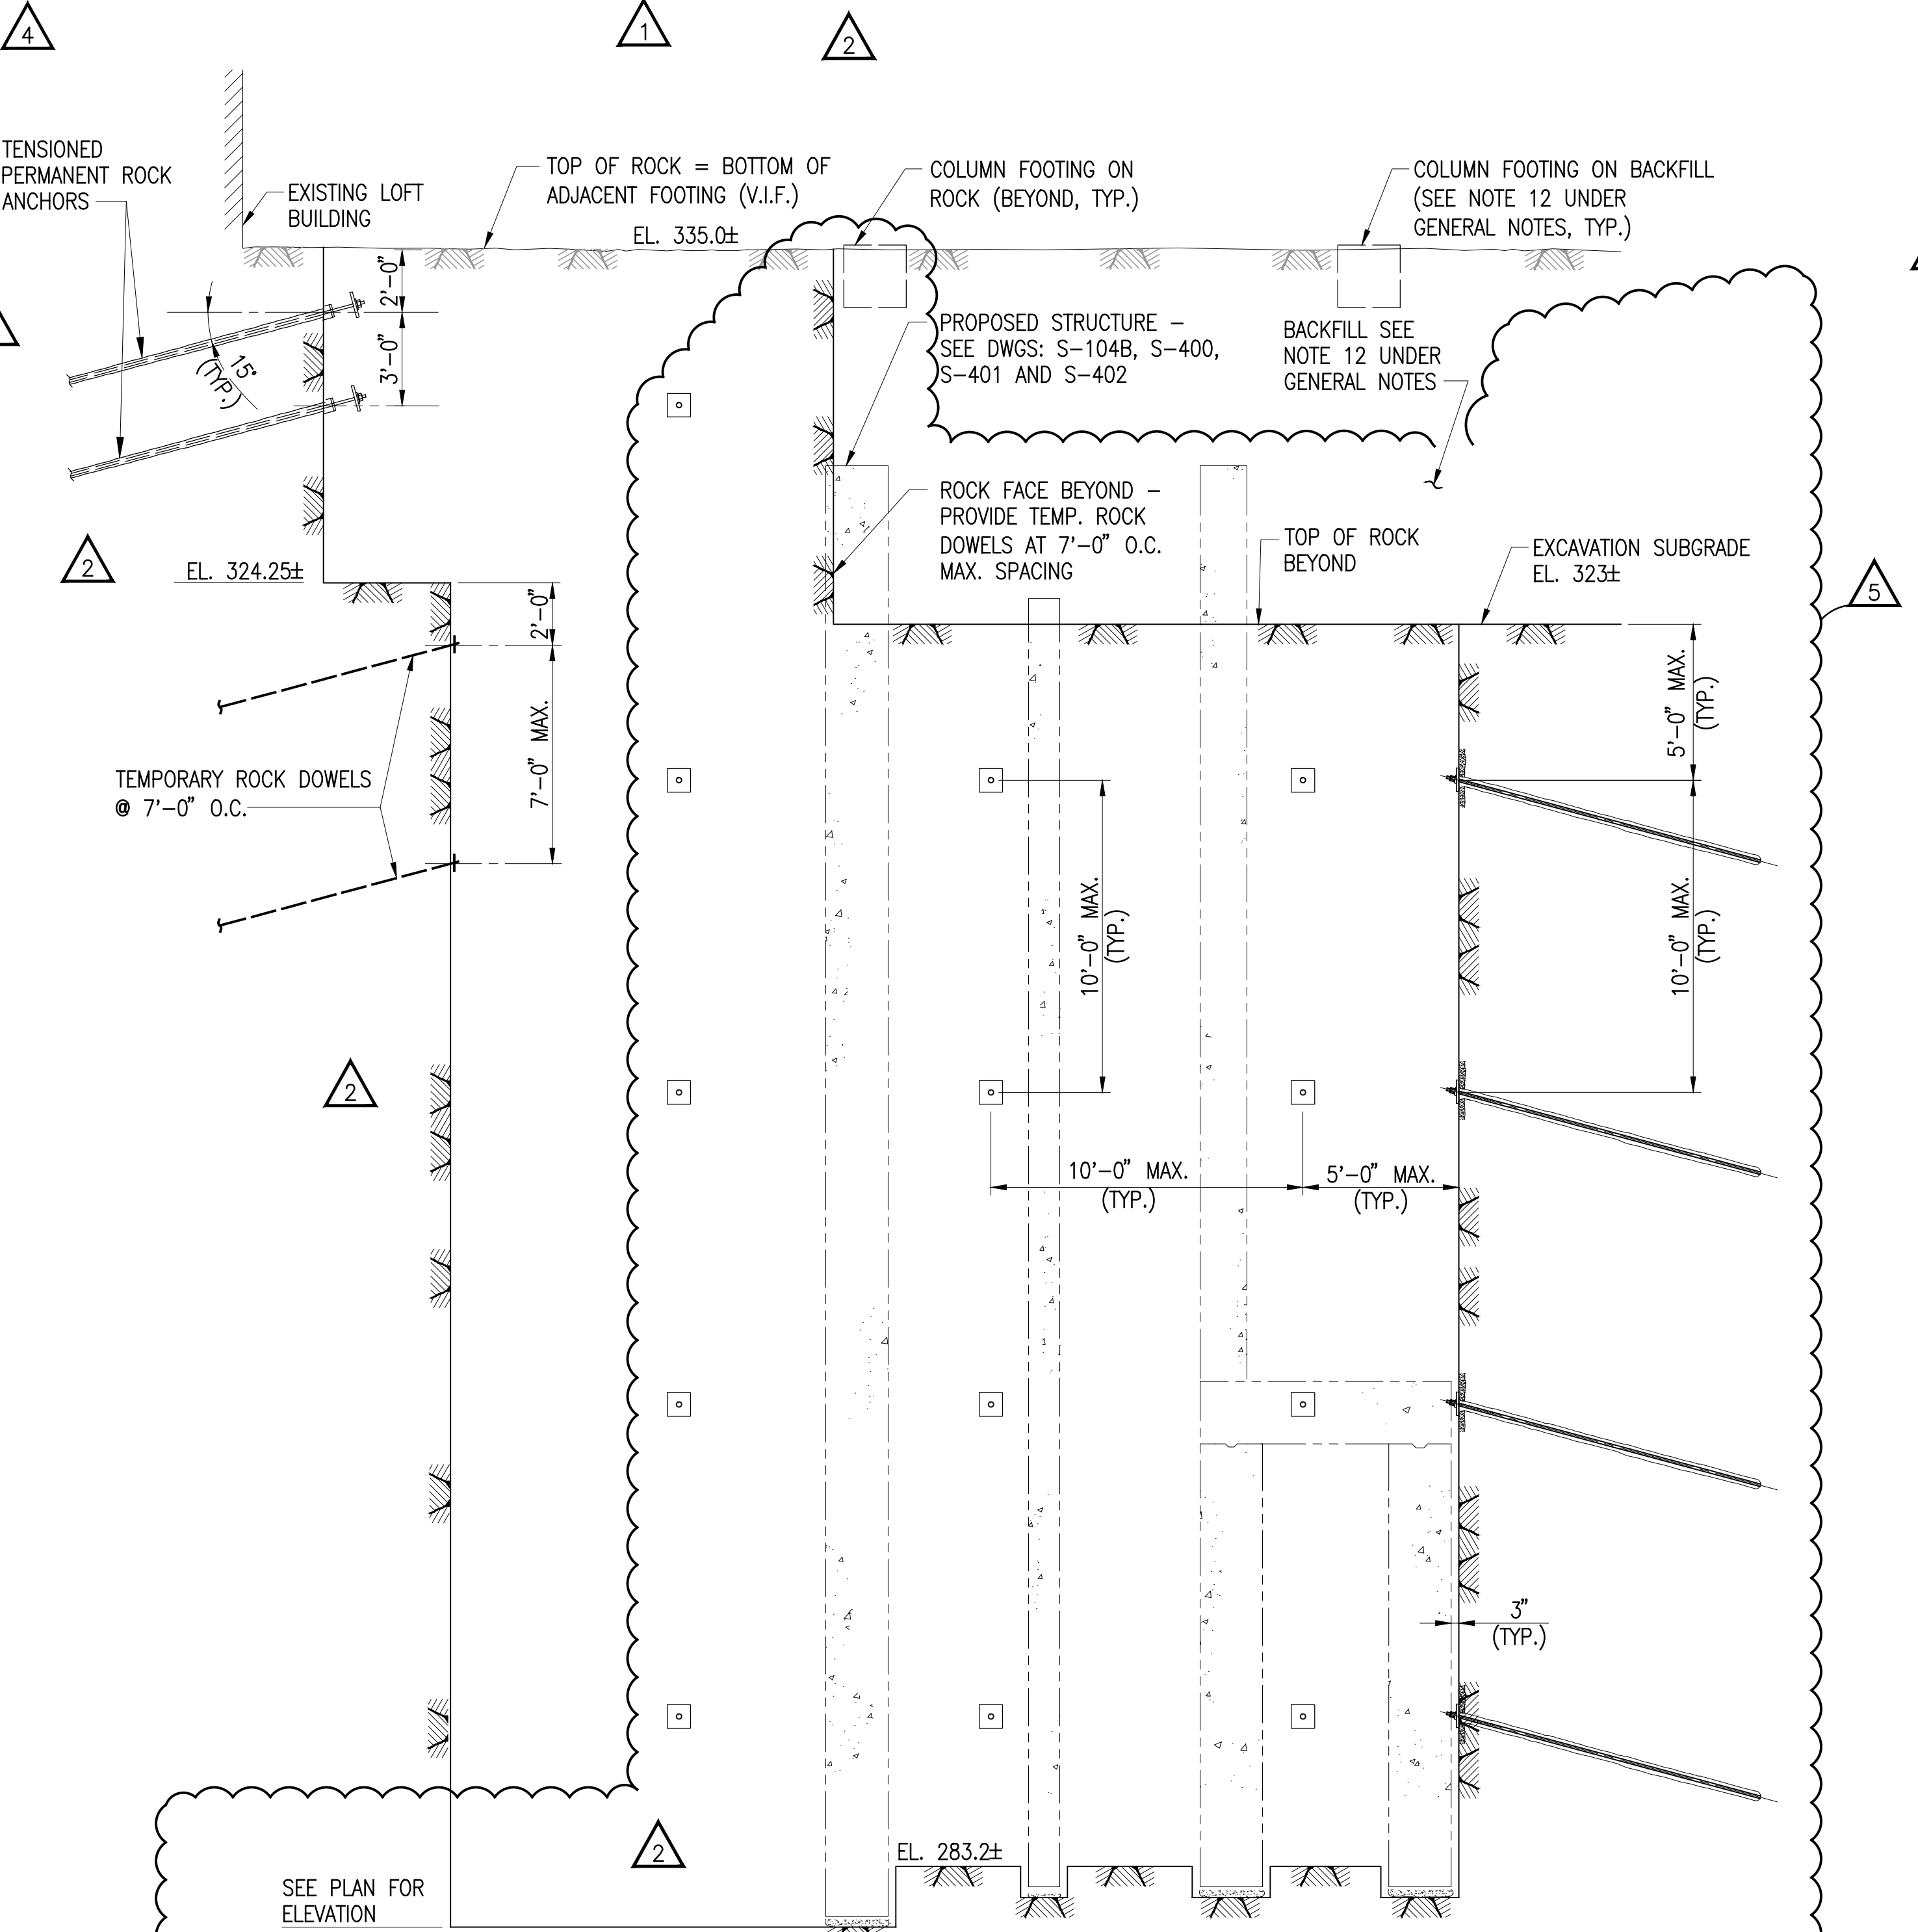 4
1
2
TENSIONED
PERMANENT ROCK
ANCHORS
EXISTING LOFT
BUILDING
TOP OF ROCK = BOTTOM OF
ADJACENT FOOTING (V.I.F.)
EL. 335.0±
COLUMN FOOTING ON
ROCK (BEYOND, TYP.)
COLUMN FOOTING ON BACKFILL
(SEE NOTE 12 UNDER
GENERAL NOTES, TYP.)
2'-0"
3'-0"
15°
(TYP.)
PROPOSED STRUCTURE -
SEE DWGS: S-104B, S-400,
S-401 AND S-402
BACKFILL SEE
NOTE 12 UNDER
GENERAL NOTES
ROCK FACE BEYOND -
PROVIDE TEMP. ROCK
DOWELS AT 7'-0" O.C.
MAX. SPACING
TOP OF ROCK
BEYOND
EXCAVATION SUBGRADE
EL. 323±
2
EL. 324.25±
5
2'-0"
7'-0" MAX.
5'-0" MAX.
(TYP.)
TEMPORARY ROCK DOWELS
@ 7'-0" O.C.
10'-0" MAX.
(TYP.)
10'-0" MAX.
(TYP.)
2
10'-0" MAX.
(TYP.)
5'-0" MAX.
(TYP.)
3"
(TYP.)
2
EL. 283.2±
SEE PLAN FOR
ELEVATION